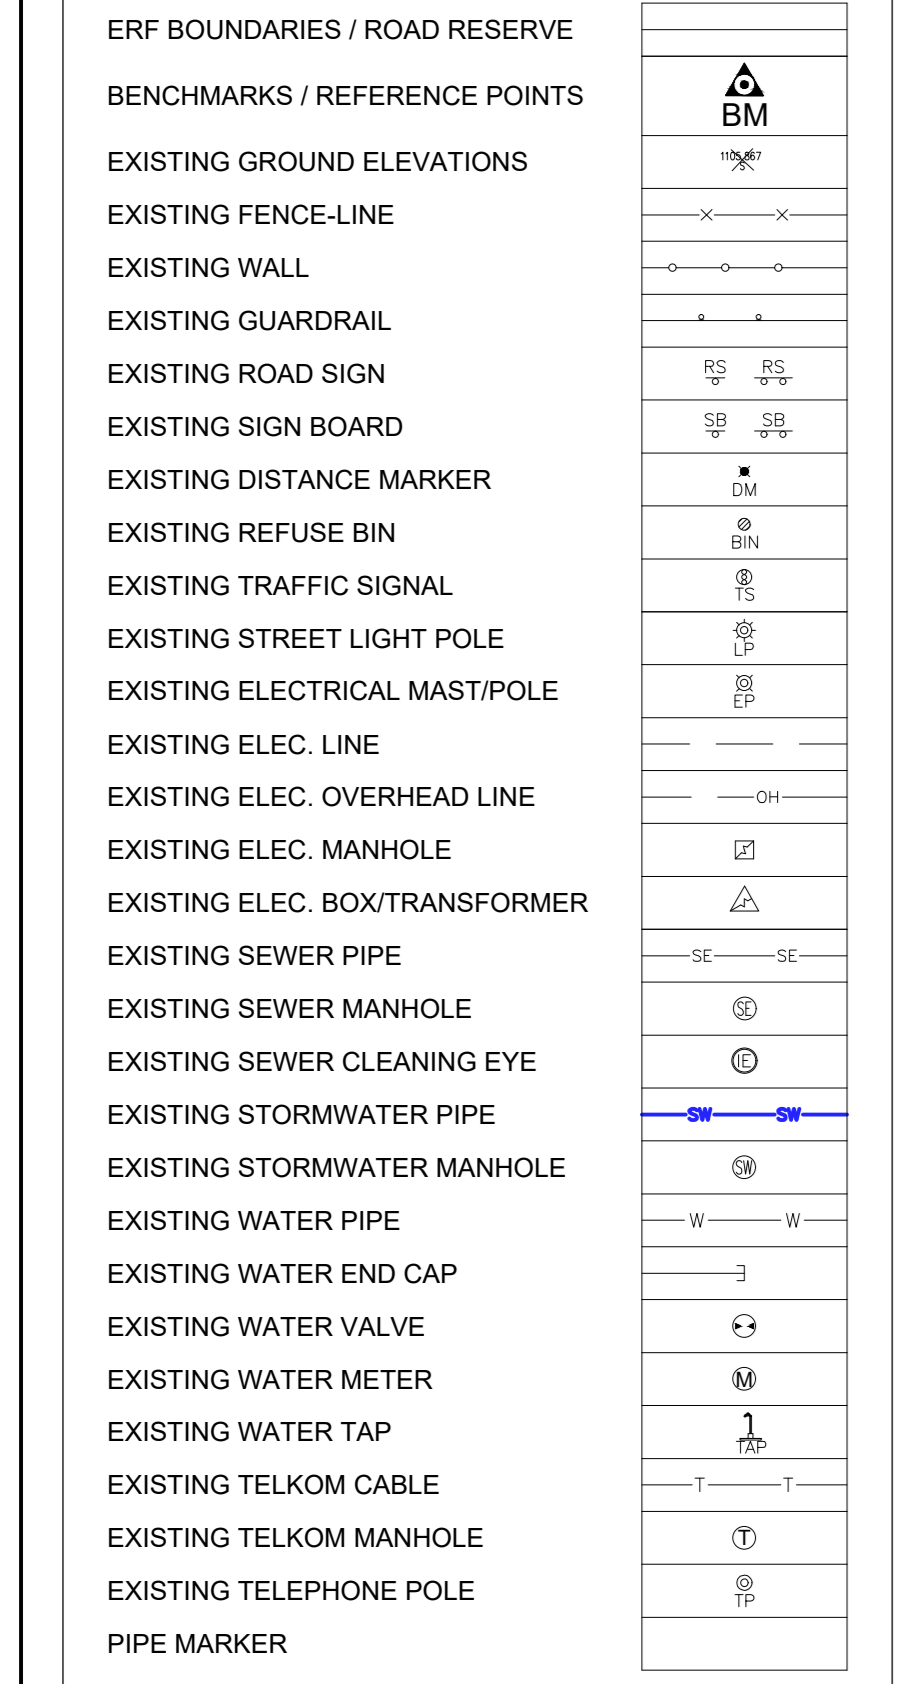 ERF BOUNDARIES / ROAD RESERVE
BENCHMARKS / REFERENCE POINTS BM
EXISTING GROUND ELEVATIONS 1105.867 S
EXISTING FENCE-LINE
EXISTING WALL
EXISTING GUARDRAIL
EXISTING ROAD SIGN RS RS
EXISTING SIGN BOARD SB SB
EXISTING DISTANCE MARKER DM
EXISTING REFUSE BIN BIN
EXISTING TRAFFIC SIGNAL TS
EXISTING STREET LIGHT POLE LP
EXISTING ELECTRICAL MAST/POLE EP
EXISTING ELEC. LINE
EXISTING ELEC. OVERHEAD LINE OH
EXISTING ELEC. MANHOLE
EXISTING ELEC. BOX/TRANSFORMER
EXISTING SEWER PIPE SE SE
EXISTING SEWER MANHOLE SE
EXISTING SEWER CLEANING EYE IE
EXISTING STORMWATER PIPE SW SW
EXISTING STORMWATER MANHOLE SW
EXISTING WATER PIPE W W
EXISTING WATER END CAP
EXISTING WATER VALVE
EXISTING WATER METER M
EXISTING WATER TAP TAP
EXISTING TELKOM CABLE T T
EXISTING TELKOM MANHOLE T
EXISTING TELEPHONE POLE TP
PIPE MARKER